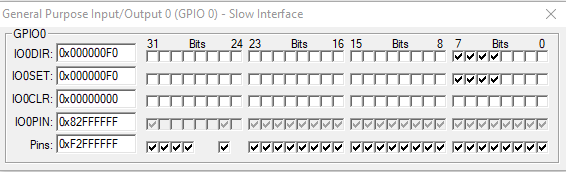 General Purpose Input/Output 0 (GPIO 0) - Slow Interface
GPIO0
31 Bits 24 23 Bits 16 15 Bits 8 7 Bits 0
IO0DIR: 0x000000F0
IO0SET: 0x000000F0
IO0CLR: 0x00000000
IO0PIN: 0x82FFFFFF
Pins: 0xF2FFFFFF